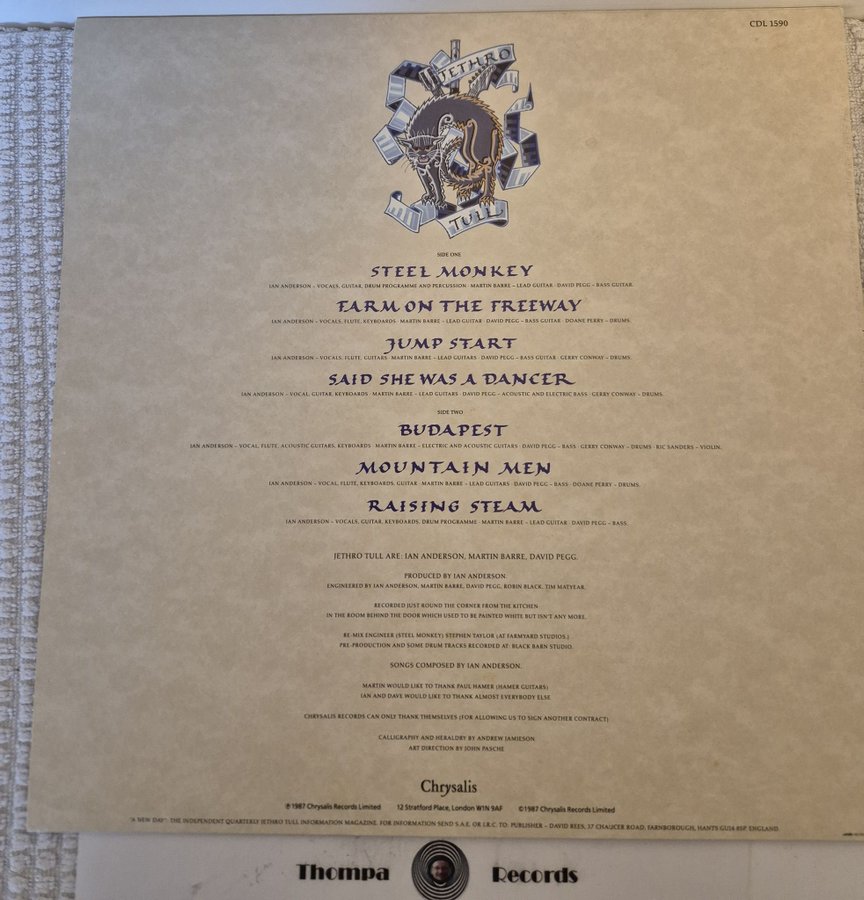 CDL 1590
JETHRO
TULL
SIDE ONE
STEEL MONKEY
IAN ANDERSON – VOCALS, GUITAR, DRUM PROGRAMME AND PERCUSSION · MARTIN BARRE – LEAD GUITAR · DAVID PEGG – BASS GUITAR.
FARM ON THE FREEWAY
IAN ANDERSON – VOCALS, FLUTE, KEYBOARDS · MARTIN BARRE – LEAD GUITAR · DAVID PEGG – BASS GUITAR · DOANE PERRY – DRUMS.
JUMP START
IAN ANDERSON – VOCALS, FLUTE, GUITARS · MARTIN BARRE – LEAD GUITARS · DAVID PEGG – BASS GUITAR · GERRY CONWAY – DRUMS.
SAID SHE WAS A DANCER
IAN ANDERSON – VOCAL, GUITAR, KEYBOARDS · MARTIN BARRE – LEAD GUITARS · DAVID PEGG – ACOUSTIC AND ELECTRIC BASS · GERRY CONWAY – DRUMS.
SIDE TWO
BUDAPEST
IAN ANDERSON – VOCAL, FLUTE, ACOUSTIC GUITARS, KEYBOARDS · MARTIN BARRE – ELECTRIC AND ACOUSTIC GUITARS · DAVID PEGG – BASS · GERRY CONWAY – DRUMS · RIC SANDERS – VIOLIN.
MOUNTAIN MEN
IAN ANDERSON – VOCAL, FLUTE, KEYBOARDS, GUITAR · MARTIN BARRE – LEAD GUITARS · DAVID PEGG – BASS · DOANE PERRY – DRUMS.
RAISING STEAM
IAN ANDERSON – VOCALS, GUITAR, KEYBOARDS, DRUM PROGRAMME · MARTIN BARRE – LEAD GUITAR · DAVID PEGG – BASS.
JETHRO TULL ARE: IAN ANDERSON, MARTIN BARRE, DAVID PEGG.
PRODUCED BY IAN ANDERSON.
ENGINEERED BY IAN ANDERSON, MARTIN BARRE, DAVID PEGG, ROBIN BLACK, TIM MATYEAR.
RECORDED JUST ROUND THE CORNER FROM THE KITCHEN
IN THE ROOM BEHIND THE DOOR WHICH USED TO BE PAINTED WHITE BUT ISN'T ANY MORE.
RE-MIX ENGINEER (STEEL MONKEY) STEPHEN TAYLOR (AT FARMYARD STUDIOS.)
PRE-PRODUCTION AND SOME DRUM TRACKS RECORDED AT: BLACK BARN STUDIO.
SONGS COMPOSED BY IAN ANDERSON.
MARTIN WOULD LIKE TO THANK PAUL HAMER (HAMER GUITARS)
IAN AND DAVE WOULD LIKE TO THANK ALMOST EVERYBODY ELSE
CHRYSALIS RECORDS CAN ONLY THANK THEMSELVES (FOR ALLOWING US TO SIGN ANOTHER CONTRACT)
CALLIGRAPHY AND HERALDRY BY ANDREW JAMIESON
ART DIRECTION BY JOHN PASCHE
Chrysalis
℗1987 Chrysalis Records Limited 12 Stratford Place, London W1N 9AF ©1987 Chrysalis Records Limited
"A NEW DAY": THE INDEPENDENT QUARTERLY JETHRO TULL INFORMATION MAGAZINE. FOR INFORMATION SEND S.A.E. OR I.R.C. TO: PUBLISHER – DAVID REES, 37 CHAUCER ROAD, FARNBOROUGH, HANTS GU14 8SP, ENGLAND.
Thompa Records